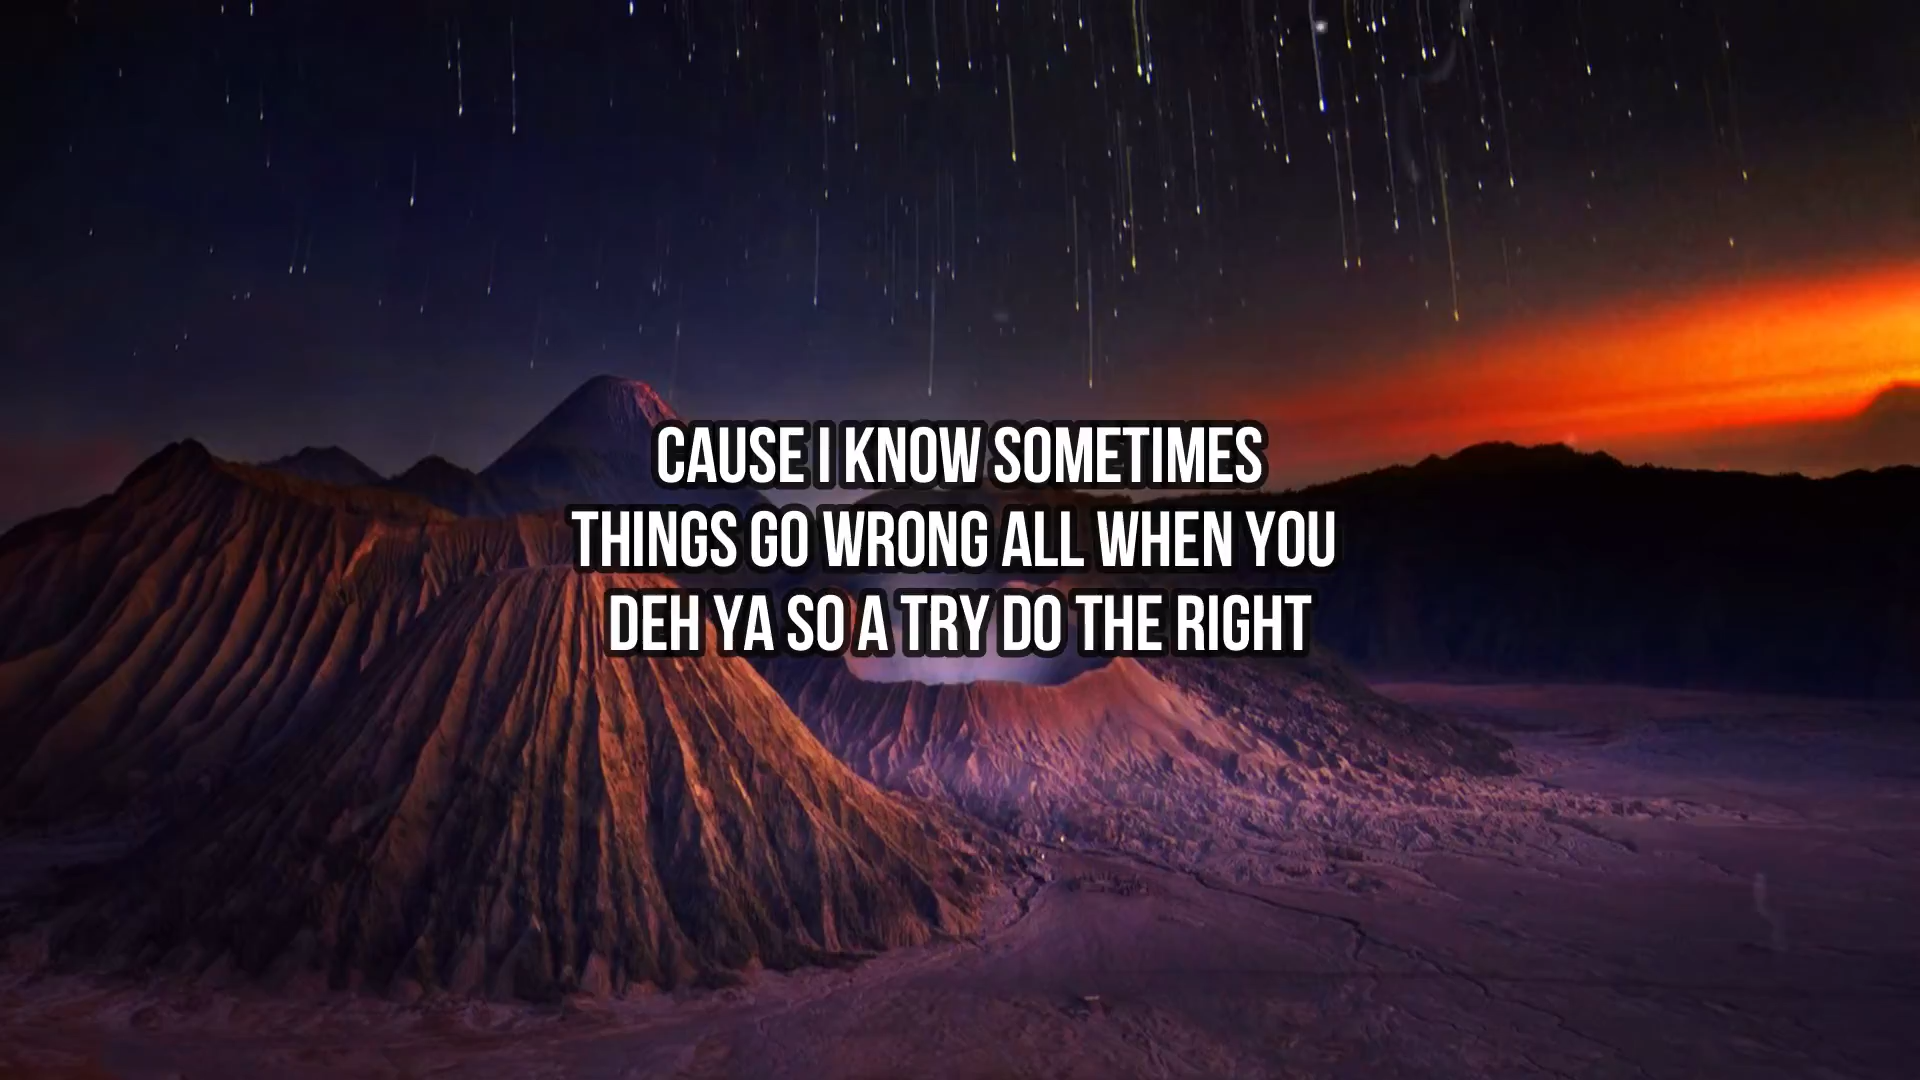 CAUSE I KNOW SOMETIMES
THINGS GO WRONG ALL WHEN YOU
DEH YA SO A TRY DO THE RIGHT